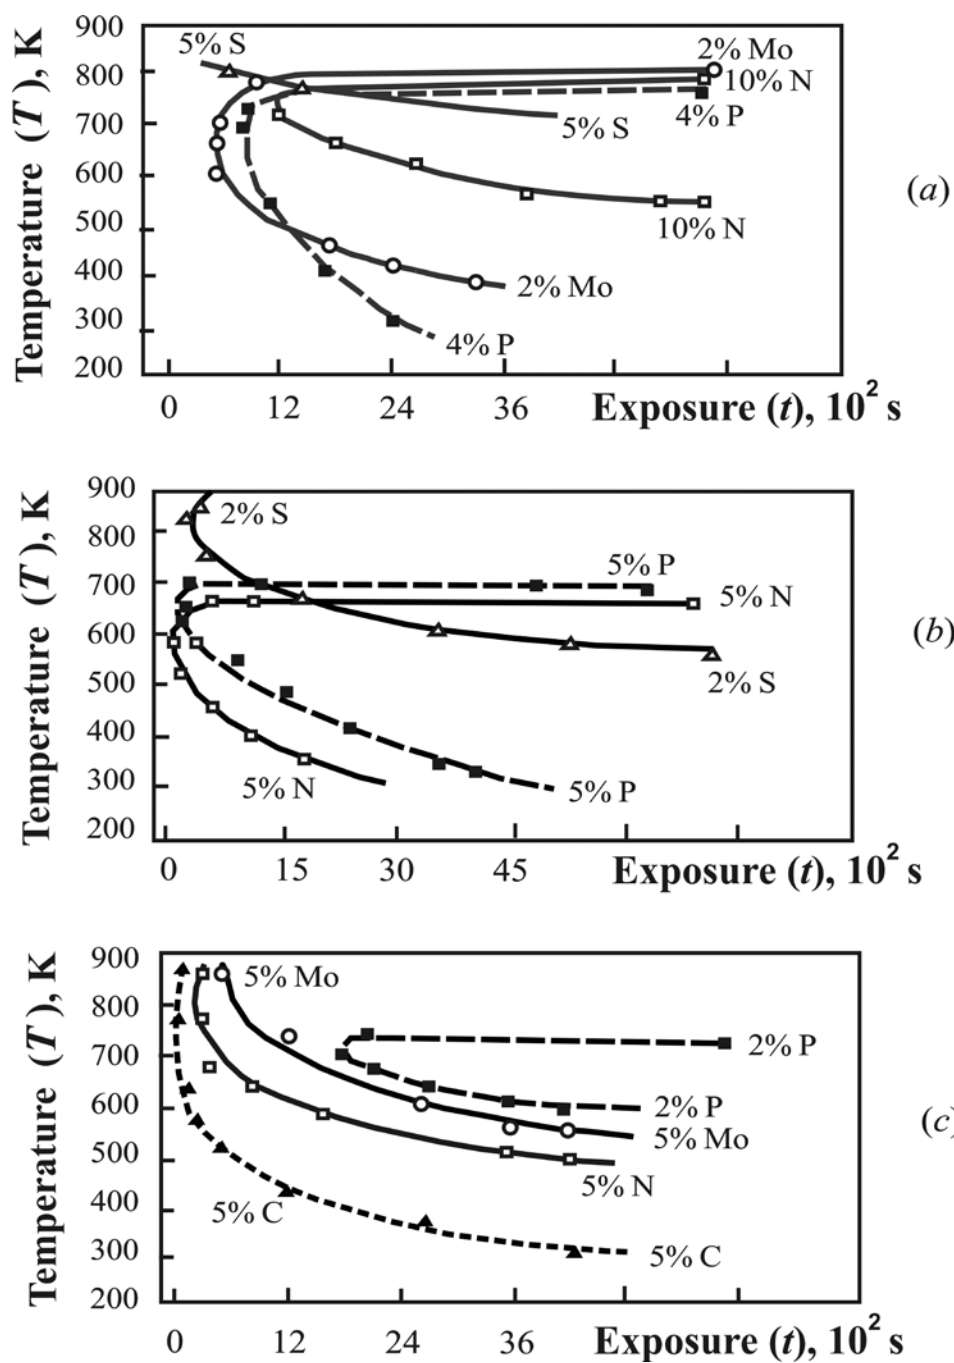 900
800
700
600
500
400
300
200
Temperature (T), K
5% S
2% Mo
10% N
4% P
5% S
10% N
2% Mo
4% P
(a)
0 12 24 36 Exposure (t), 10² s
900
800
700
600
500
400
300
200
Temperature (T), K
2% S
5% P
5% N
2% S
5% N
5% P
(b)
0 15 30 45 Exposure (t), 10² s
900
800
700
600
500
400
300
200
Temperature (T), K
5% Mo
2% P
2% P
5% Mo
5% N
5% C
5% C
(c)
0 12 24 36 Exposure (t), 10² s